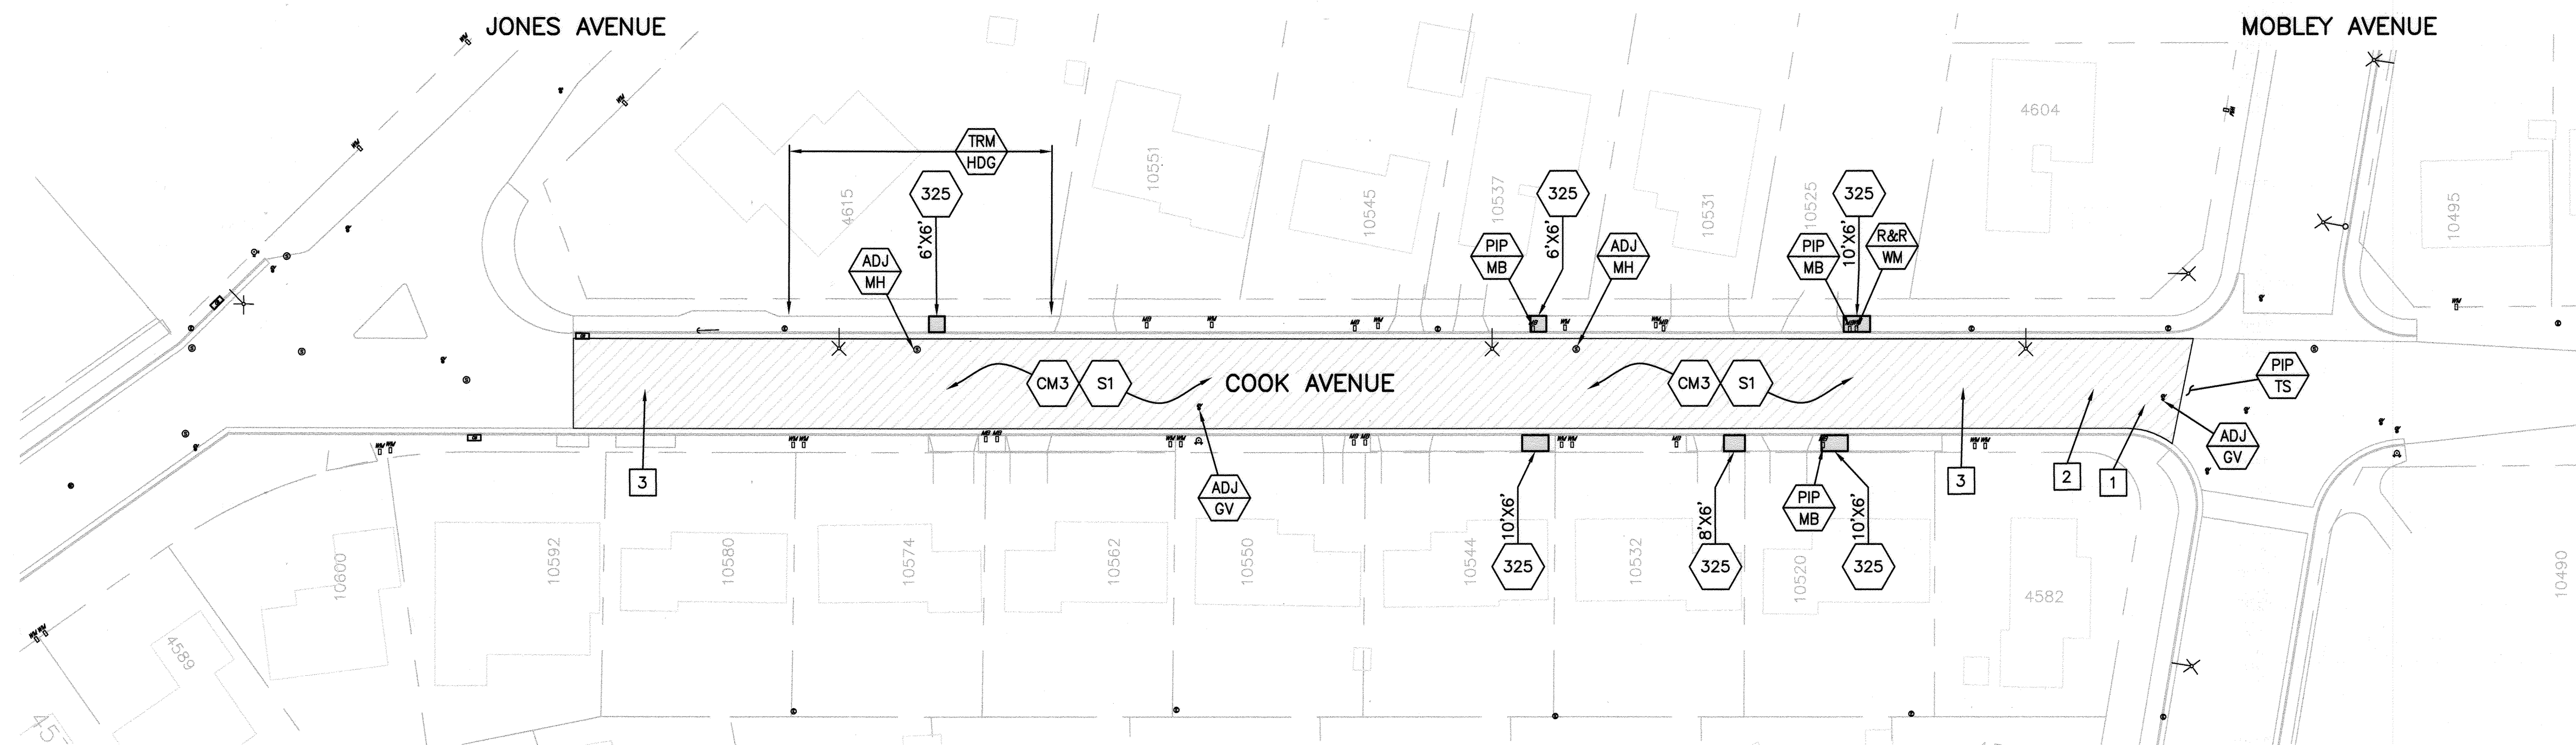 JONES AVENUE
MOBLEY AVENUE
TRM
HDG
4604
4615
10551
10545
10537
10531
10525
10495
325
6'X6'
325
6'X6'
325
10'X6'
ADJ
MH
PIP
MB
ADJ
MH
PIP
MB
R&R
WM
CM3
S1
COOK AVENUE
CM3
S1
PIP
TS
ADJ
GV
3
ADJ
GV
3
2
1
10'X6'
325
8'X6'
325
PIP
MB
10'X6'
325
10600
10592
10580
10574
10562
10550
10544
10532
10520
4582
10490
4589